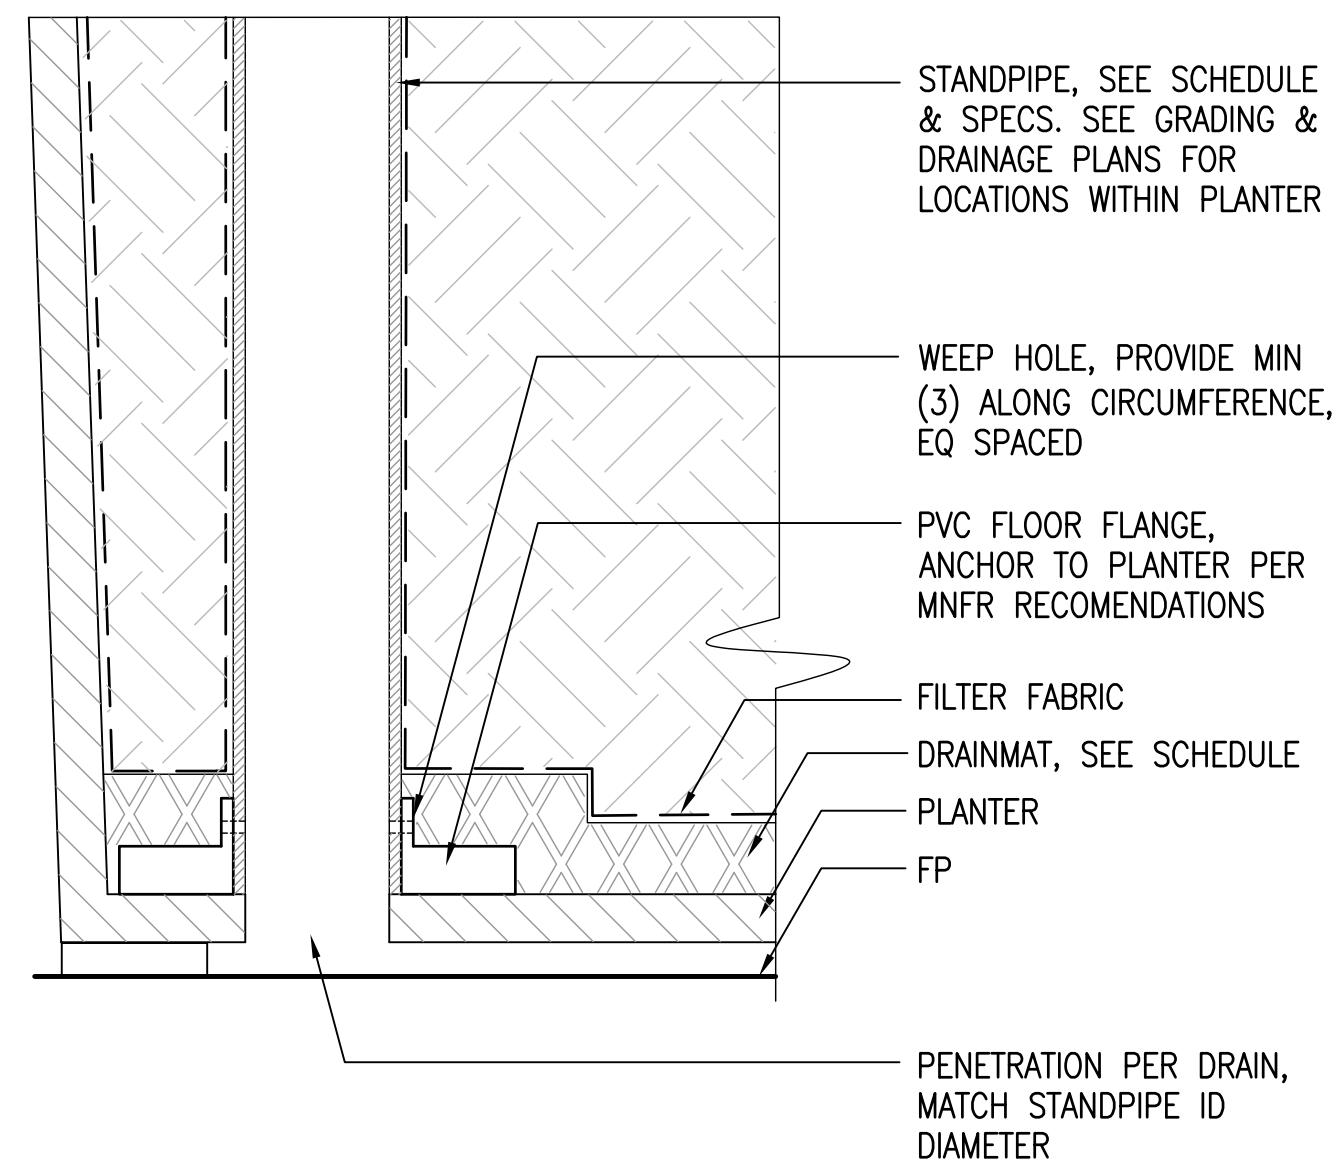 STANDPIPE, SEE SCHEDULE
& SPECS. SEE GRADING &
DRAINAGE PLANS FOR
LOCATIONS WITHIN PLANTER
WEEP HOLE, PROVIDE MIN
(3) ALONG CIRCUMFERENCE,
EQ SPACED
PVC FLOOR FLANGE,
ANCHOR TO PLANTER PER
MNFR RECOMENDATIONS
FILTER FABRIC
DRAINMAT, SEE SCHEDULE
PLANTER
FP
PENETRATION PER DRAIN,
MATCH STANDPIPE ID
DIAMETER